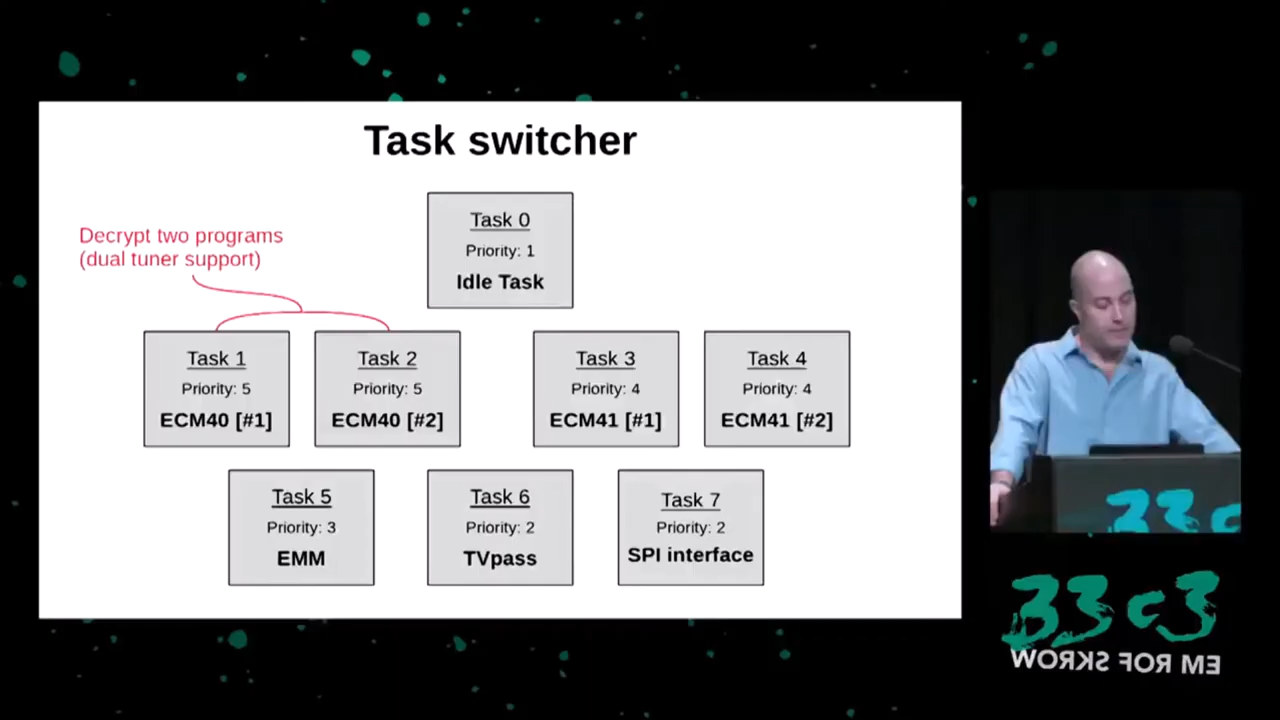 Task switcher
Decrypt two programs
(dual tuner support)
Task 0
Priority: 1
Idle Task
Task 1
Priority: 5
ECM40 [#1]
Task 2
Priority: 5
ECM40 [#2]
Task 3
Priority: 4
ECM41 [#1]
Task 4
Priority: 4
ECM41 [#2]
Task 5
Priority: 3
EMM
Task 6
Priority: 2
TVpass
Task 7
Priority: 2
SPI interface
33c
33c3
WORKS FOR ME